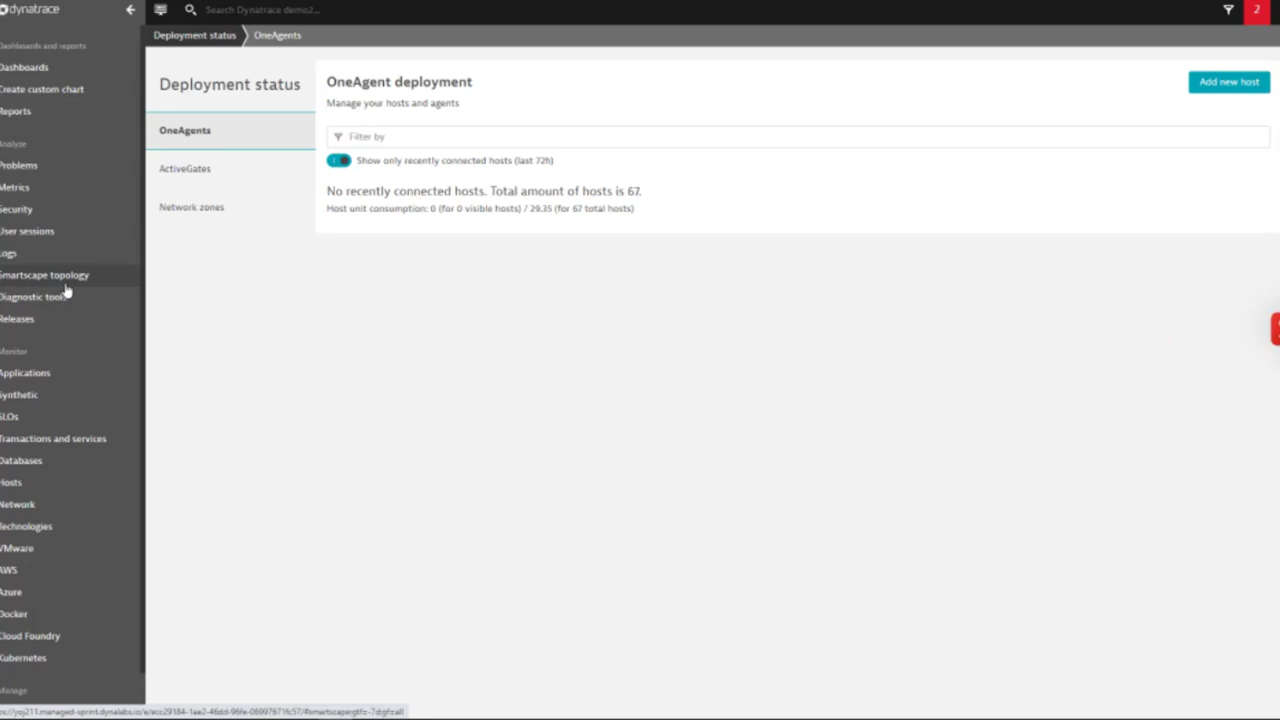 dynatrace
Search Dynatrace demo2...
2
Deployment status
OneAgents
Dashboards and reports
Dashboards
Create custom chart
Reports
Analyze
Problems
Metrics
Security
User sessions
Logs
Smartscape topology
Diagnostic tools
Releases
Monitor
Applications
Synthetic
SLOs
Transactions and services
Databases
Hosts
Network
Technologies
VMware
AWS
Azure
Docker
Cloud Foundry
Kubernetes
Manage
Deployment status
OneAgents
ActiveGates
Network zones
OneAgent deployment
Add new host
Manage your hosts and agents
Filter by
Show only recently connected hosts (last 72h)
No recently connected hosts. Total amount of hosts is 67.
Host unit consumption: 0 (for 0 visible hosts) / 29.35 (for 67 total hosts)